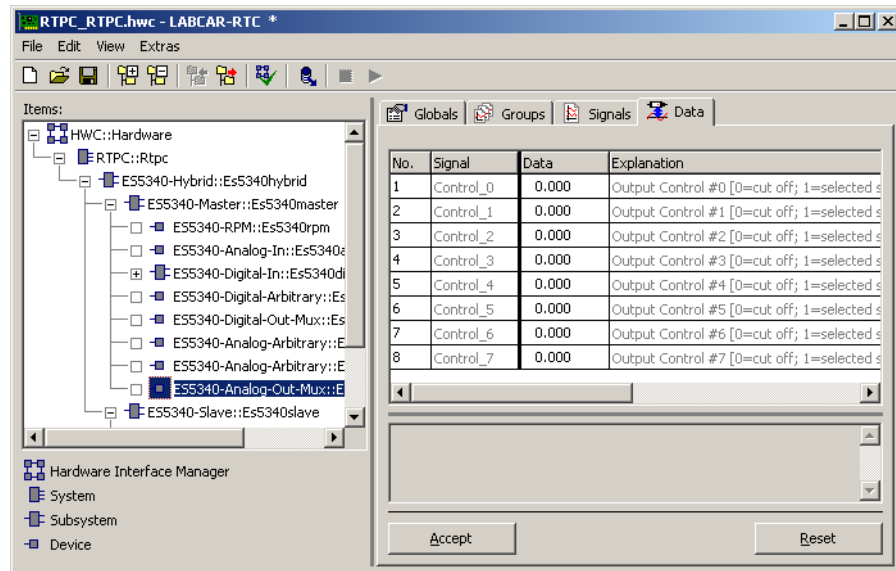 RTPC_RTPC.hwc - LABCAR-RTC *
File Edit View Extras
Items:
HWC::Hardware
RTPC::Rtpc
ES5340-Hybrid::Es5340hybrid
ES5340-Master::Es5340master
ES5340-RPM::Es5340rpm
ES5340-Analog-In::Es5340a
ES5340-Digital-In::Es5340di
ES5340-Digital-Arbitrary::Es
ES5340-Digital-Out-Mux::Es
ES5340-Analog-Arbitrary::E
ES5340-Analog-Arbitrary::E
ES5340-Analog-Out-Mux::E
ES5340-Slave::Es5340slave
Hardware Interface Manager
System
Subsystem
Device
Globals Groups Signals Data
No. Signal Data Explanation
1 Control_0 0.000 Output Control #0 [0=cut off; 1=selected s
2 Control_1 0.000 Output Control #1 [0=cut off; 1=selected s
3 Control_2 0.000 Output Control #2 [0=cut off; 1=selected s
4 Control_3 0.000 Output Control #3 [0=cut off; 1=selected s
5 Control_4 0.000 Output Control #4 [0=cut off; 1=selected s
6 Control_5 0.000 Output Control #5 [0=cut off; 1=selected s
7 Control_6 0.000 Output Control #6 [0=cut off; 1=selected s
8 Control_7 0.000 Output Control #7 [0=cut off; 1=selected s
Accept Reset